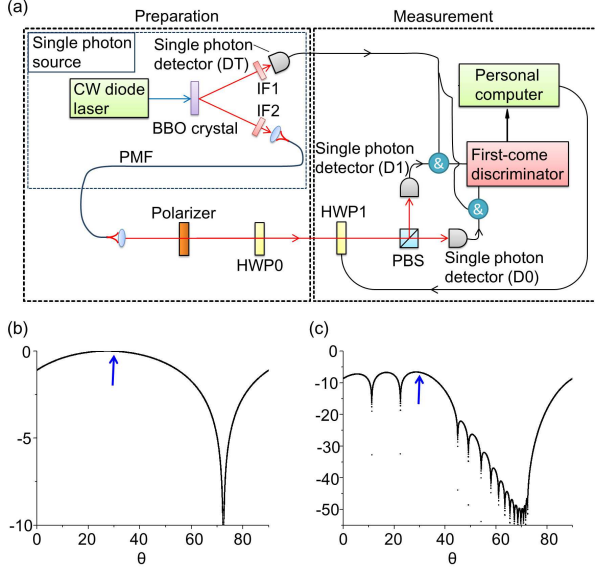 (a)
Preparation
Measurement
Single photon
source
Single photon
detector (DT)
CW diode
laser
IF1
IF2
BBO crystal
PMF
Personal
computer
Single photon
detector (D1)
&
First-come
discriminator
&
Polarizer
HWP0
HWP1
PBS
Single photon
detector (D0)
(b)
0
-5
-10
0
20
40
60
80
θ
(c)
0
-10
-20
-30
-40
-50
0
20
40
60
80
θ